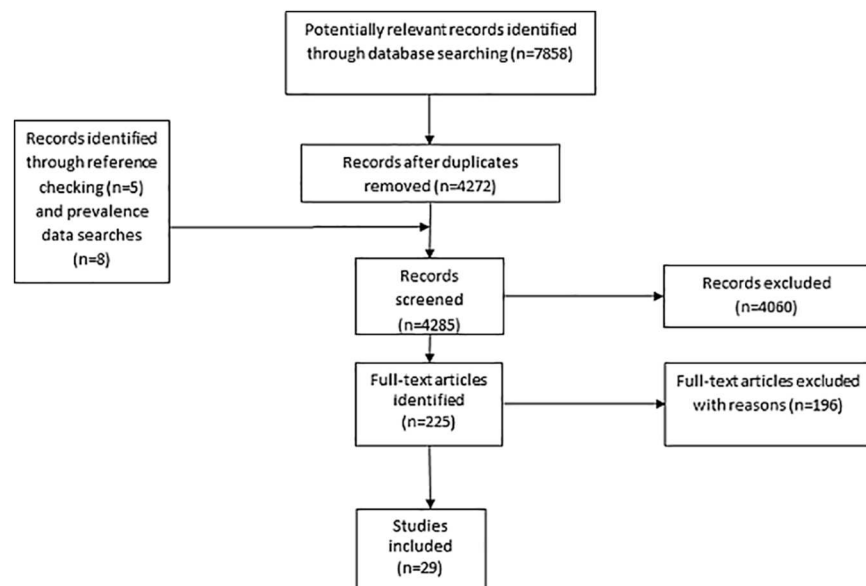 Potentially relevant records identified
through database searching (n=7858)
Records identified
through reference
checking (n=5)
and prevalence
data searches
(n=8)
Records after duplicates
removed (n=4272)
Records
screened
(n=4285)
Records excluded
(n=4060)
Full-text articles
identified
(n=225)
Full-text articles excluded
with reasons (n=196)
Studies
included
(n=29)